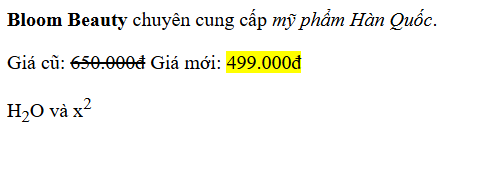 Bloom Beauty chuyên cung cấp mỹ phẩm Hàn Quốc.
Giá cũ: 650.000đ Giá mới: 499.000đ
H₂O và x²